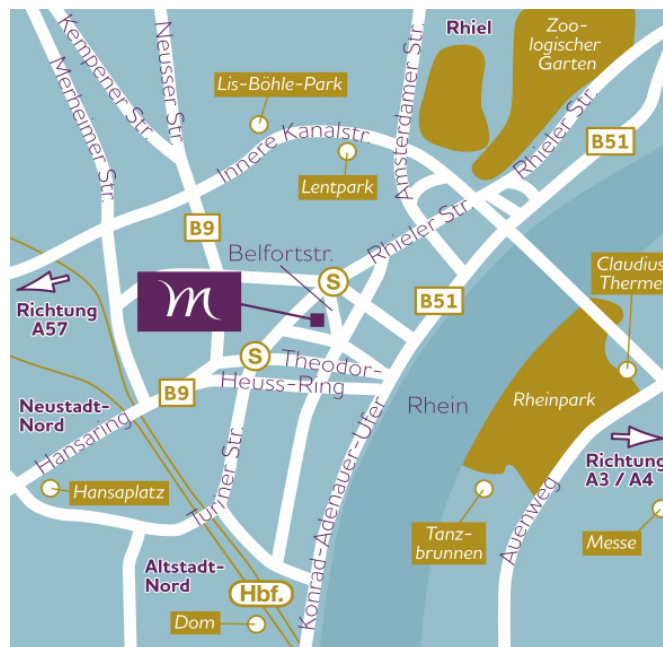 Rhiel
Zoo-
logischer
Garten
Kempener Str.
Neusser Str.
Merheimer Str.
Lis-Böhle-Park
Innere Kanalstr.
Lentpark
Amsterdamer Str.
Rhieler Str.
B51
B9
Belfortstr.
Rhieler Str.
S
m
Richtung
A57
B51
Claudius
Therme
S
Theodor-
Heuss-Ring
B9
Neustadt-
Nord
Hansaring
Rhein
Rheinpark
Richtung
A3 / A4
Hansaplatz
Turiner Str.
Konrad-Adenauer-Ufer
Tanz-
brunnen
Auenweg
Messe
Altstadt-
Nord
Hbf.
Dom